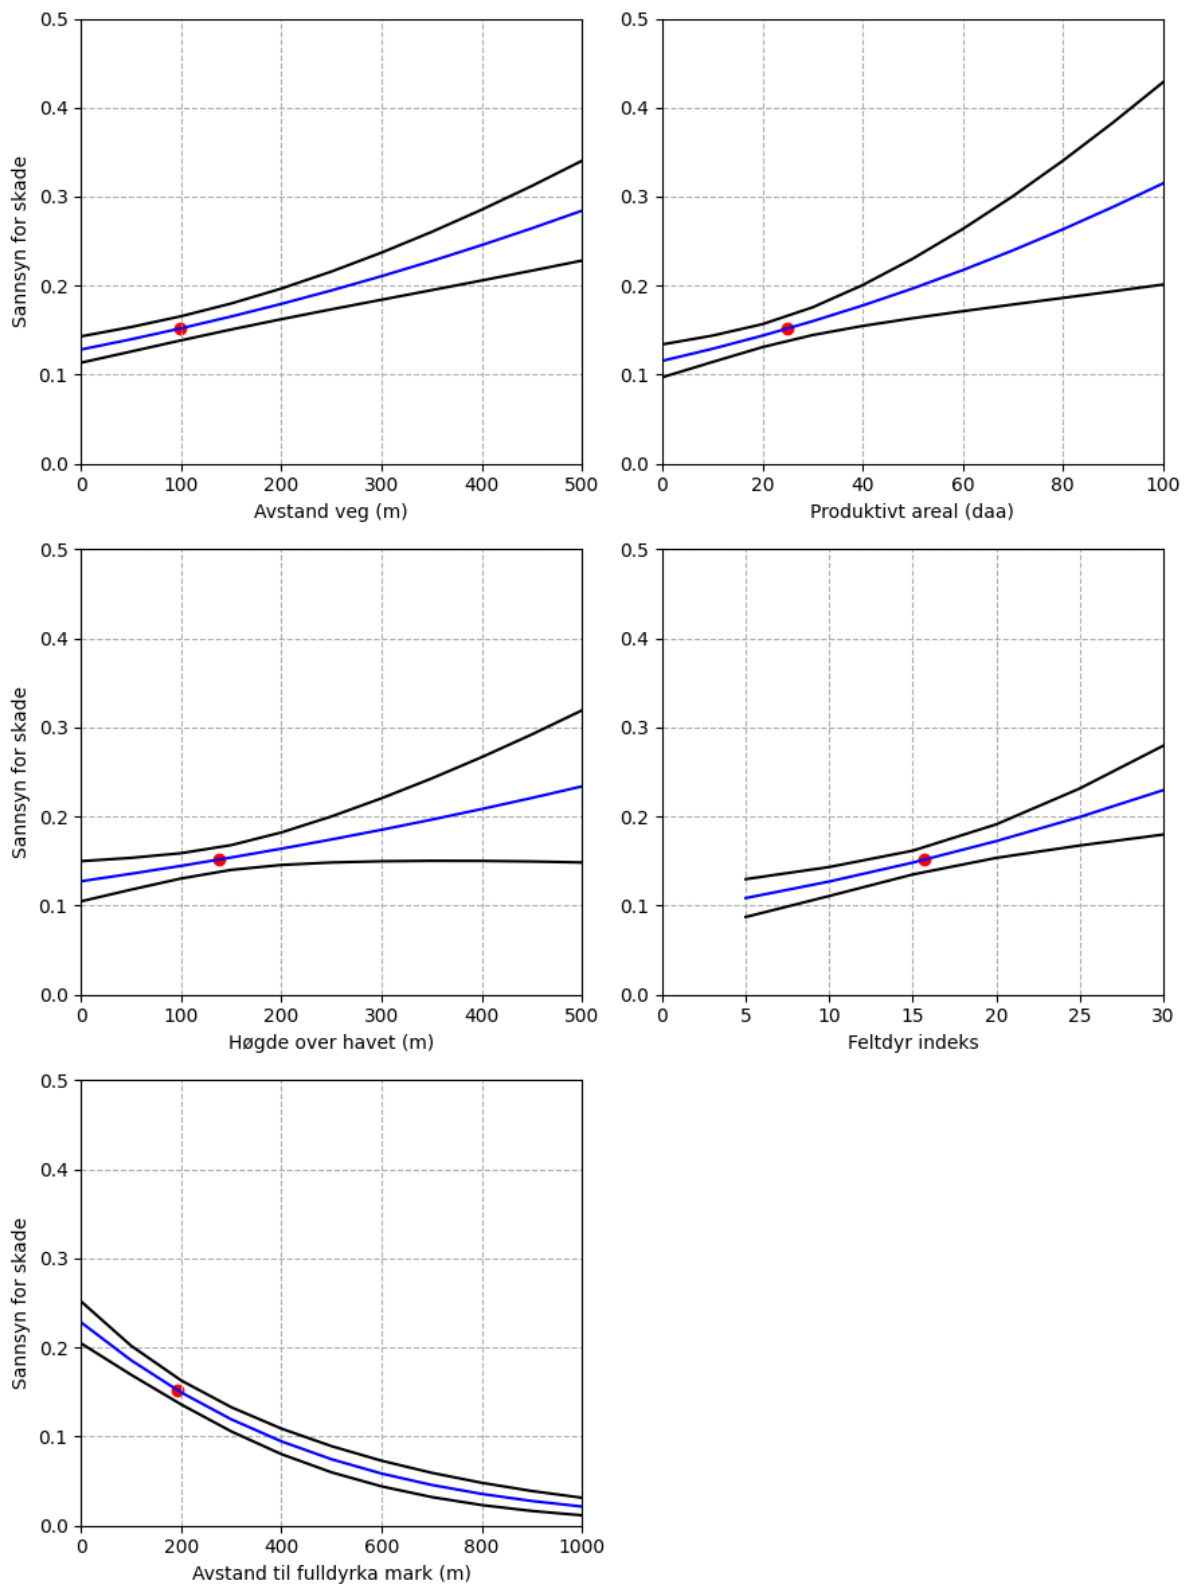 0.5
0.4
0.3
0.2
0.1
0.0
Sannsyn for skade
0 100 200 300 400 500
Avstand veg (m)
0.5
0.4
0.3
0.2
0.1
0.0
0 20 40 60 80 100
Produktivt areal (daa)
0.5
0.4
0.3
0.2
0.1
0.0
Sannsyn for skade
0 100 200 300 400 500
Høgde over havet (m)
0.5
0.4
0.3
0.2
0.1
0.0
0 5 10 15 20 25 30
Feltdyr indeks
0.5
0.4
0.3
0.2
0.1
0.0
Sannsyn for skade
0 200 400 600 800 1000
Avstand til fulldyrka mark (m)